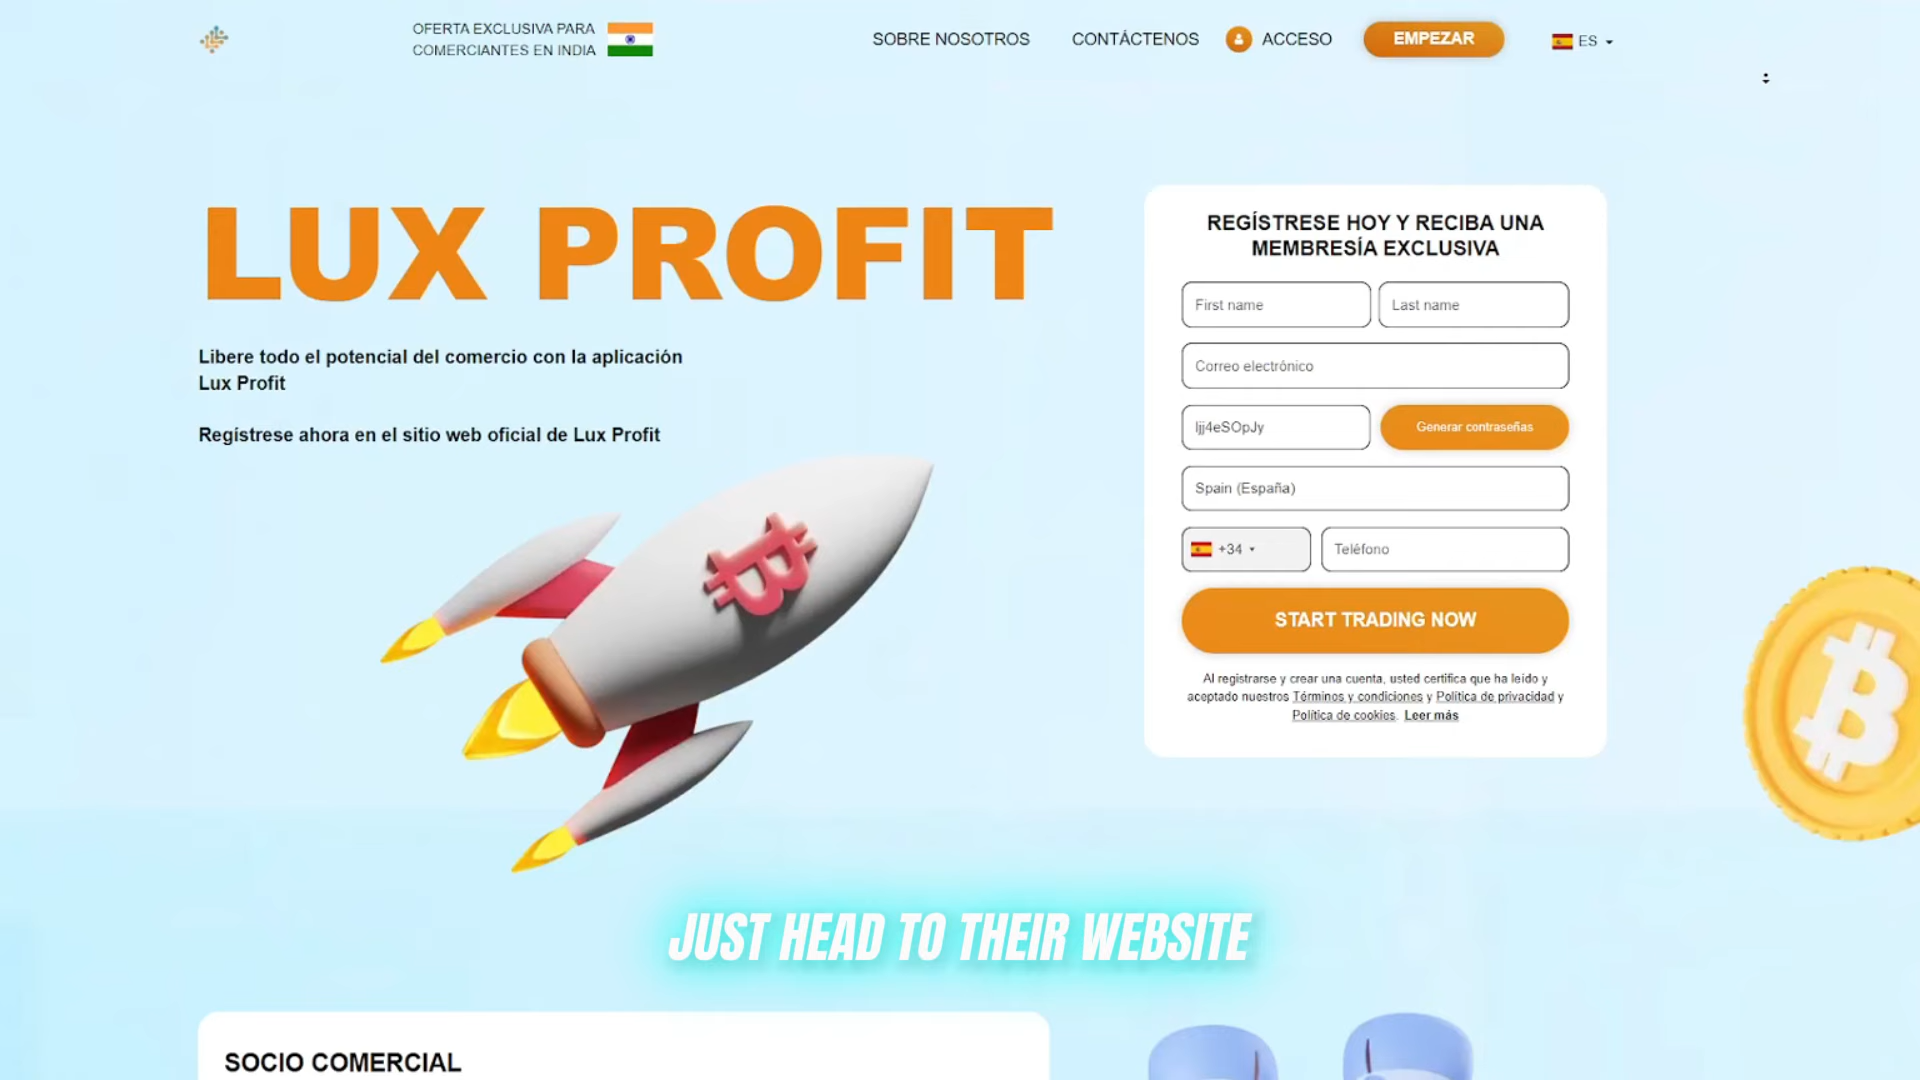 OFERTA EXCLUSIVA PARA
COMERCIANTES EN INDIA
SOBRE NOSOTROS
CONTÁCTENOS
ACCESO
EMPEZAR
ES
LUX PROFIT
Libere todo el potencial del comercio con la aplicación
Lux Profit
Regístrese ahora en el sitio web oficial de Lux Profit
REGÍSTRESE HOY Y RECIBA UNA
MEMBRESÍA EXCLUSIVA
First name
Last name
Correo electrónico
Ijj4eSOpJy
Generar contraseñas
Spain (España)
+34
Teléfono
START TRADING NOW
Al registrarse y crear una cuenta, usted certifica que ha leído y
aceptado nuestros Términos y condiciones y Política de privacidad y
Política de cookies. Leer más
JUST HEAD TO THEIR WEBSITE
SOCIO COMERCIAL